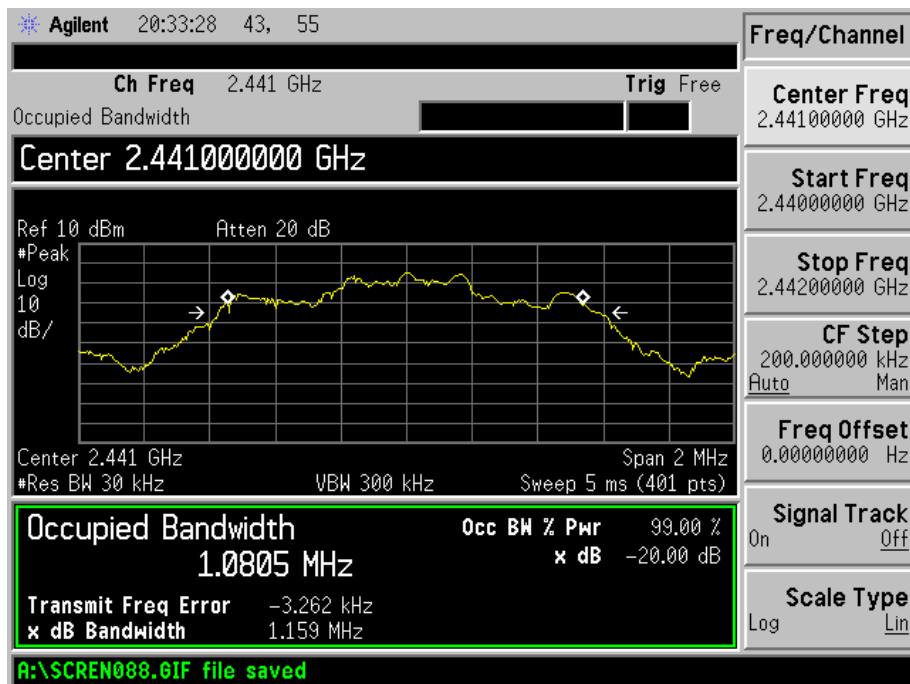 Agilent 20:33:28 43, 55
Ch Freq 2.441 GHz Trig Free
Occupied Bandwidth
Center 2.441000000 GHz
Ref 10 dBm Atten 20 dB
#Peak
Log
10
dB/
Center 2.441 GHz Span 2 MHz
#Res BW 30 kHz VBW 300 kHz Sweep 5 ms (401 pts)
Occupied Bandwidth Occ BW % Pwr 99.00 %
1.0805 MHz x dB -20.00 dB
Transmit Freq Error -3.262 kHz
x dB Bandwidth 1.159 MHz
A:\SCREN088.GIF file saved
Freq/Channel
Center Freq
2.44100000 GHz
Start Freq
2.44000000 GHz
Stop Freq
2.44200000 GHz
CF Step
200.000000 kHz
Auto Man
Freq Offset
0.00000000 Hz
Signal Track
On Off
Scale Type
Log Lin